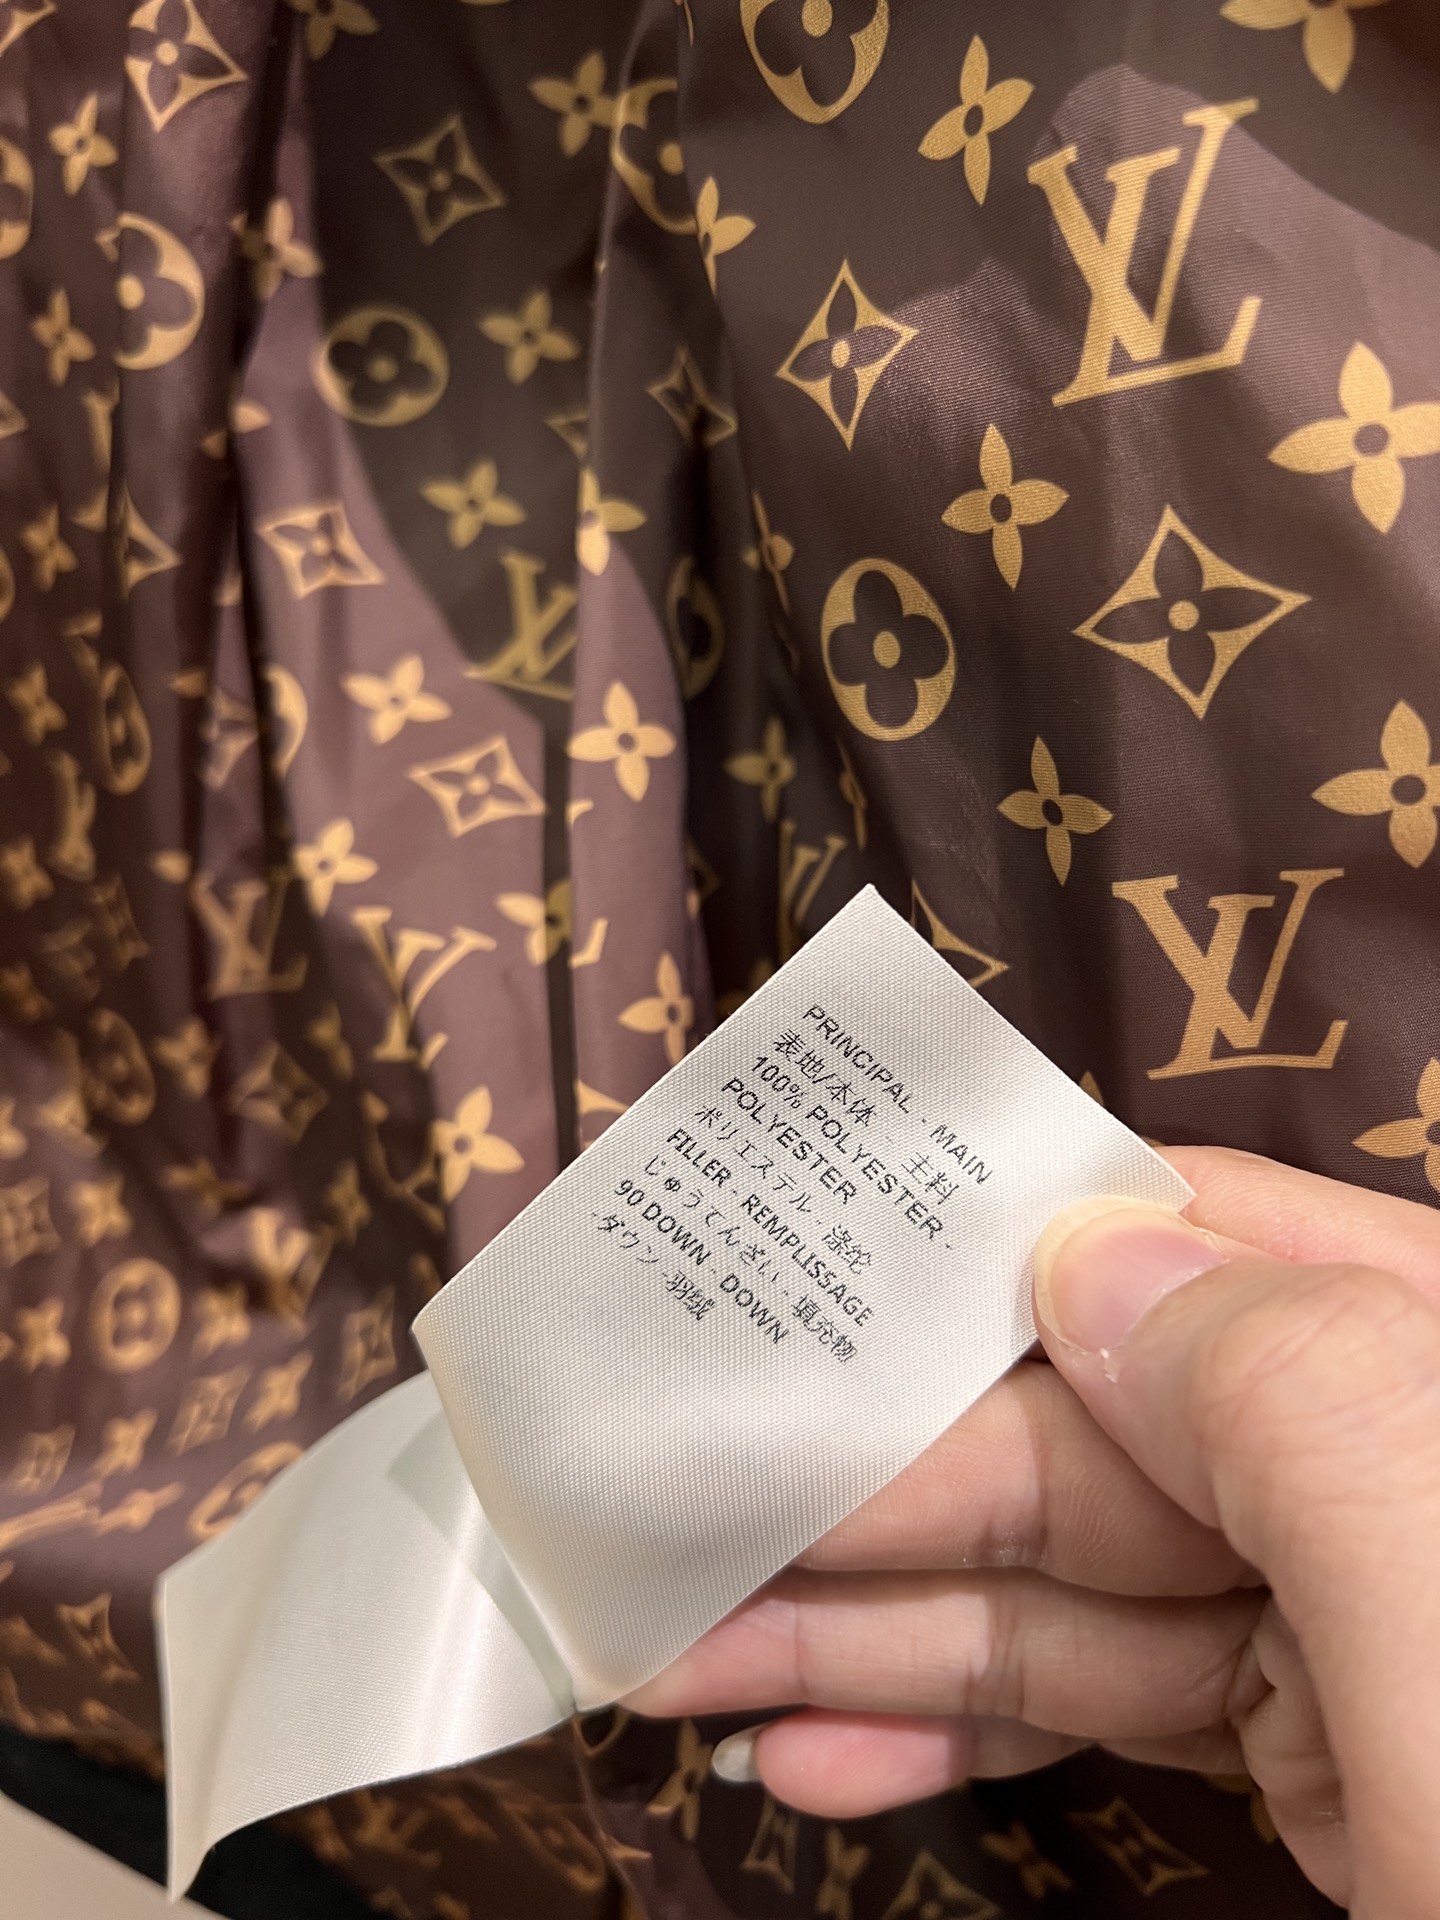 PRINCIPAL - MAIN
表地/本体 - 主料
100% POLYESTER -
POLYESTER
ポリエステル - 涤纶
FILLER - REMPLISSAGE
じゅうてんざい - 填充物
90 DOWN - DOWN
- ダウン - 羽绒